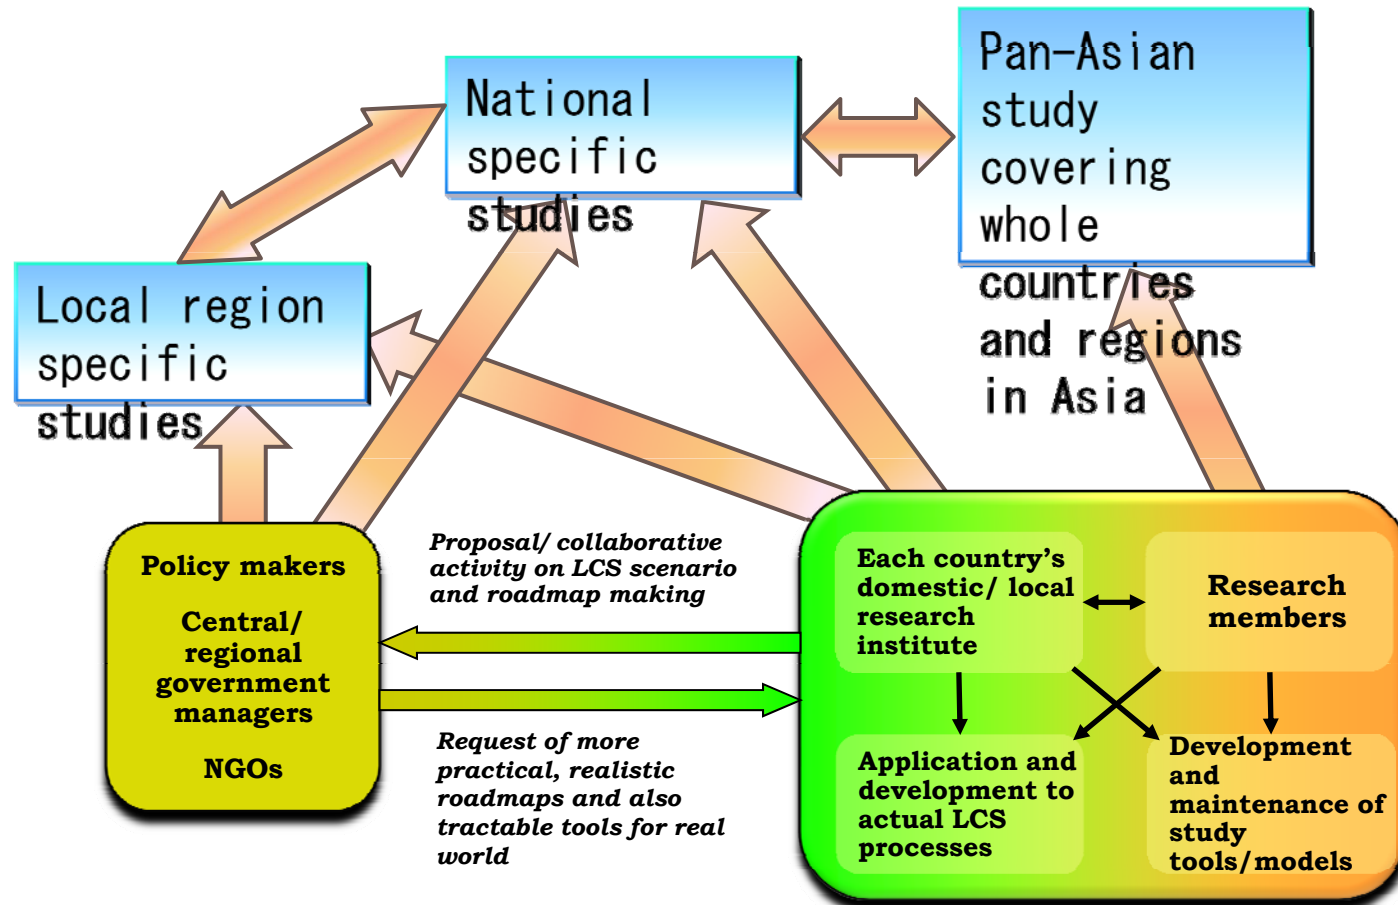 National
specific
studies
Pan-Asian
study
covering
whole
countries
and regions
in Asia
Local region
specific
studies
Policy makers
Central/
regional
government
managers
NGOs
Proposal/ collaborative
activity on LCS scenario
and roadmap making
Request of more
practical, realistic
roadmaps and also
tractable tools for real
world
Each country’s
domestic/ local
research
institute
Research
members
Application and
development to
actual LCS
processes
Development
and
maintenance of
study
tools/models